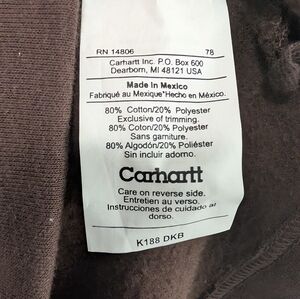 RN 14806 78
Carhartt Inc. P.O. Box 600
Dearborn, MI 48121 USA
Made in Mexico
Fabriqué au Mexique*Hecho en México.
80% Cotton/20% Polyester
Exclusive of trimming.
80% Coton/20% Polyester
Sans garniture.
80% Algodón/20% Poliéster
Sin incluir adorno.
Carhartt
Care on reverse side.
Entretien au verso.
Instrucciones de cuidado al
dorso.
K188 DKB